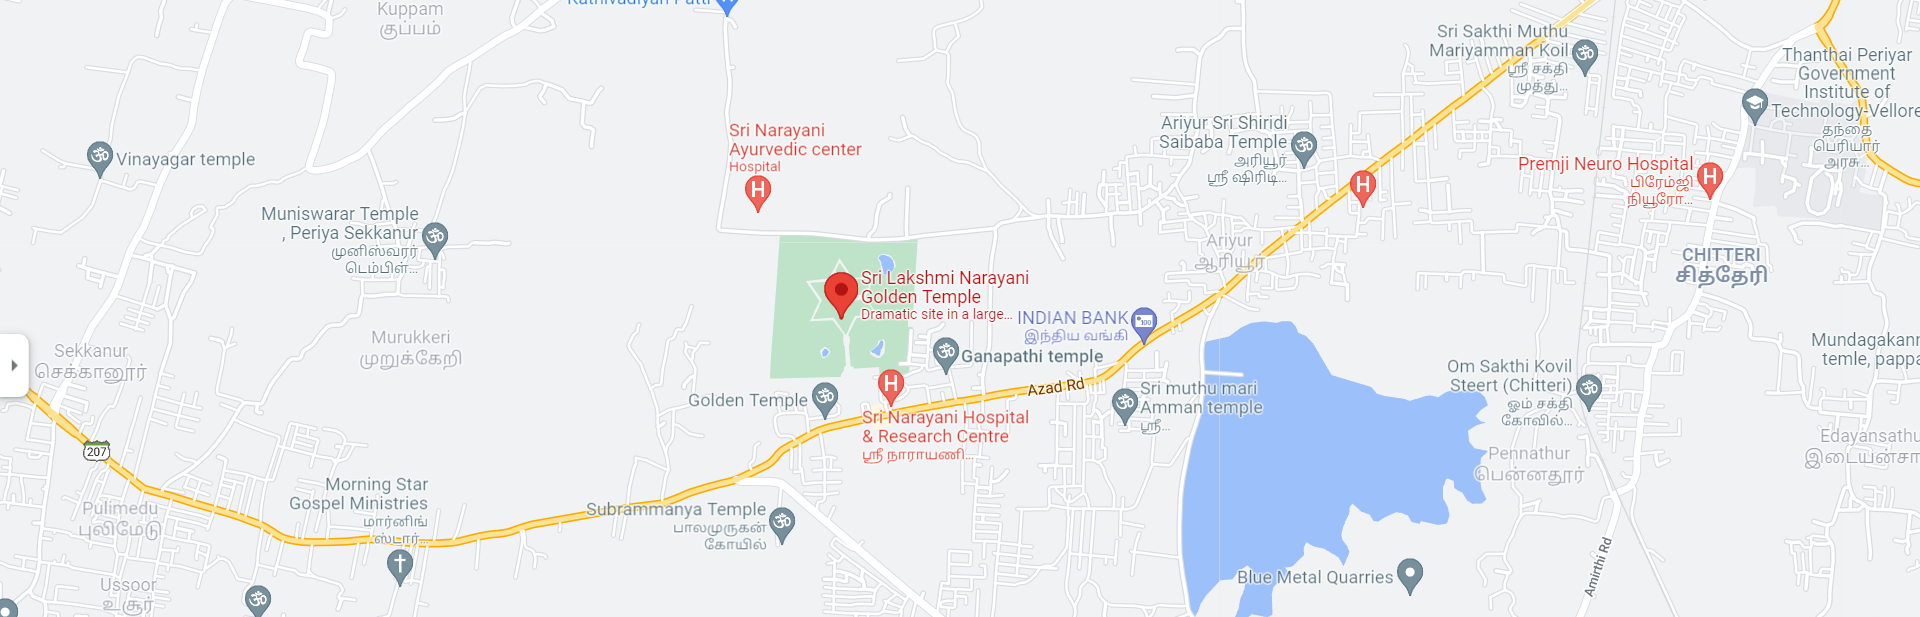 Kuppam
குப்பம்
Sri Sakthi Muthu
Mariyamman Koil
ஸ்ரீ சக்தி
முத்து...
Thanthai Periyar
Government
Institute of
Technology-Vellore
தந்தை
பெரியார்
அரசு...
Vinayagar temple
Sri Narayani
Ayurvedic center
Hospital
H
Ariyur Sri Shiridi
Saibaba Temple
அரியூர்
ஸ்ரீ ஷிரிடி...
H
Premji Neuro Hospital
பிரேம்ஜி
நியூரோ...
H
Muniswarar Temple
, Periya Sekkanur
முனிஸ்வரர்
டெம்பிள்...
Ariyur
ஆரியூர்
CHITTERI
சித்தேரி
Sri Lakshmi Narayani
Golden Temple
Dramatic site in a large...
INDIAN BANK
இந்திய வங்கி
Murukkeri
முறுக்கேரி
Sekkanur
செக்கானூர்
Ganapathi temple
Azad Rd
Golden Temple
H
Sri Narayani Hospital
& Research Centre
ஸ்ரீ நாராயணி...
Sri muthu mari
Amman temple
ஸ்ரீ...
Mundagakann
temle, pappa
Om Sakthi Kovil
Steert (Chitteri)
ஓம் சக்தி
கோவில்...
207
Edayansathu
இடையன்சா
Pennathur
பென்னதூர்
Morning Star
Gospel Ministries
மார்னிங்
ஸ்டார்...
Pulimedu
புலிமேடு
Subrammanya Temple
பாலமுருகன்
கோயில்
Blue Metal Quarries
Amirthi Rd
Ussoor
உசூர்